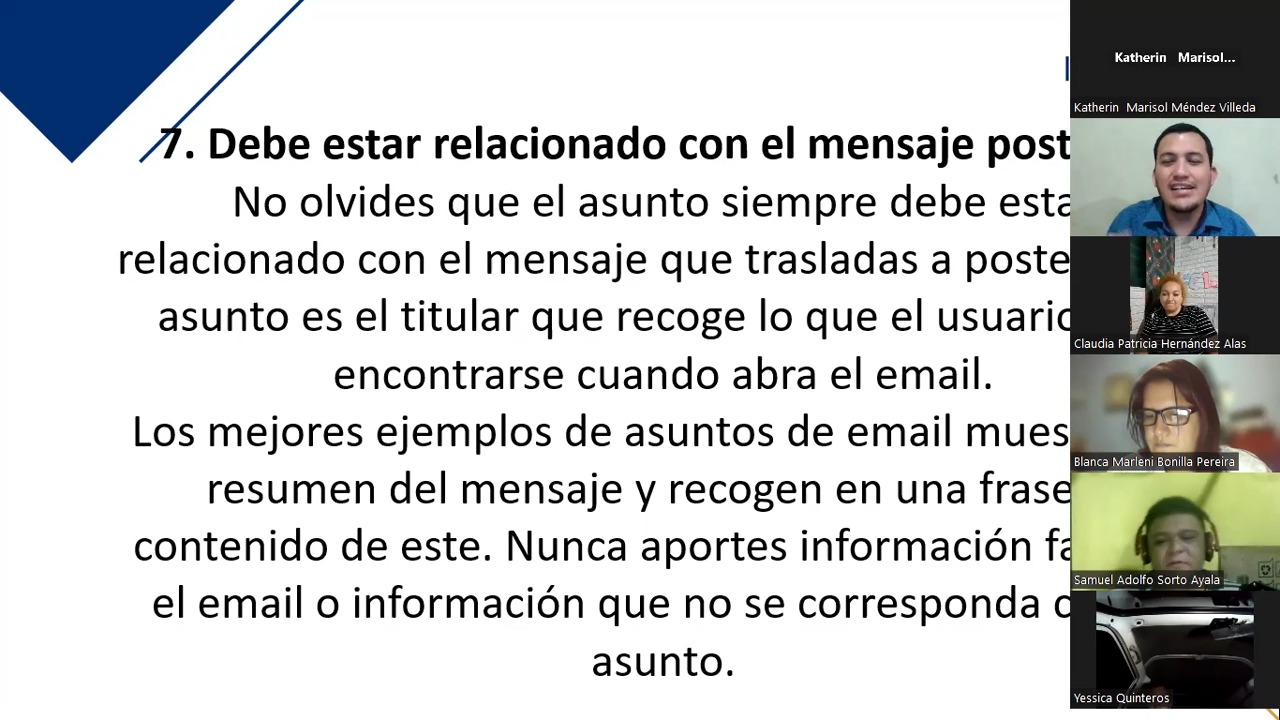 7. Debe estar relacionado con el mensaje post
No olvides que el asunto siempre debe esta
relacionado con el mensaje que trasladas a poste
asunto es el titular que recoge lo que el usuario
encontrarse cuando abra el email.
Los mejores ejemplos de asuntos de email mues
resumen del mensaje y recogen en una frase
contenido de este. Nunca aportes información fa
el email o información que no se corresponda c
asunto.
Katherin Marisol...
Katherin Marisol Méndez Villeda
Claudia Patricia Hernández Alas
Blanca Marleni Bonilla Pereira
Samuel Adolfo Sorto Ayala
Yessica Quinteros